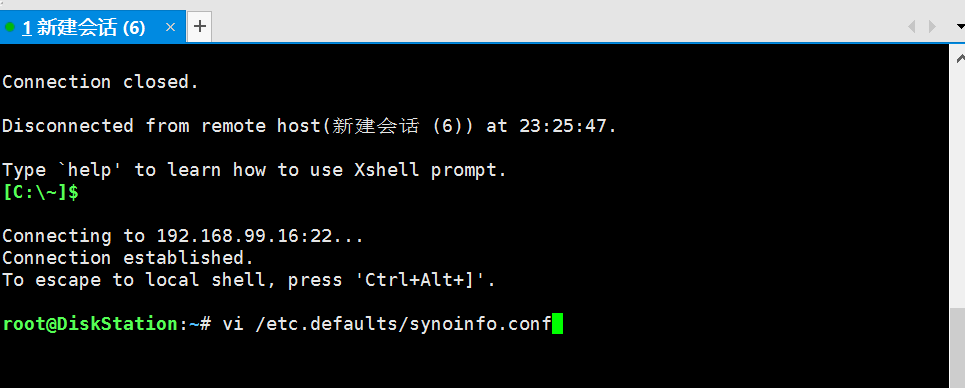 1 新建会话 (6) × +
Connection closed.
Disconnected from remote host(新建会话 (6)) at 23:25:47.
Type `help' to learn how to use Xshell prompt.
[C:\~]$
Connecting to 192.168.99.16:22...
Connection established.
To escape to local shell, press 'Ctrl+Alt+]'.
root@DiskStation:~# vi /etc.defaults/synoinfo.conf